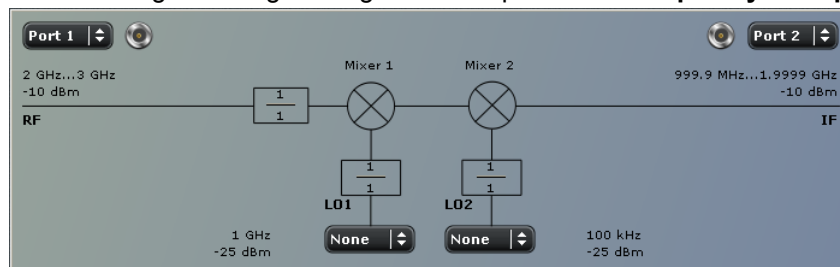 Port 1
Port 2
2 GHz...3 GHz
-10 dBm
RF
1
1
Mixer 1
Mixer 2
999.9 MHz...1.9999 GHz
-10 dBm
IF
1
1
LO1
1
1
LO2
1 GHz
-25 dBm
None
None
100 kHz
-25 dBm